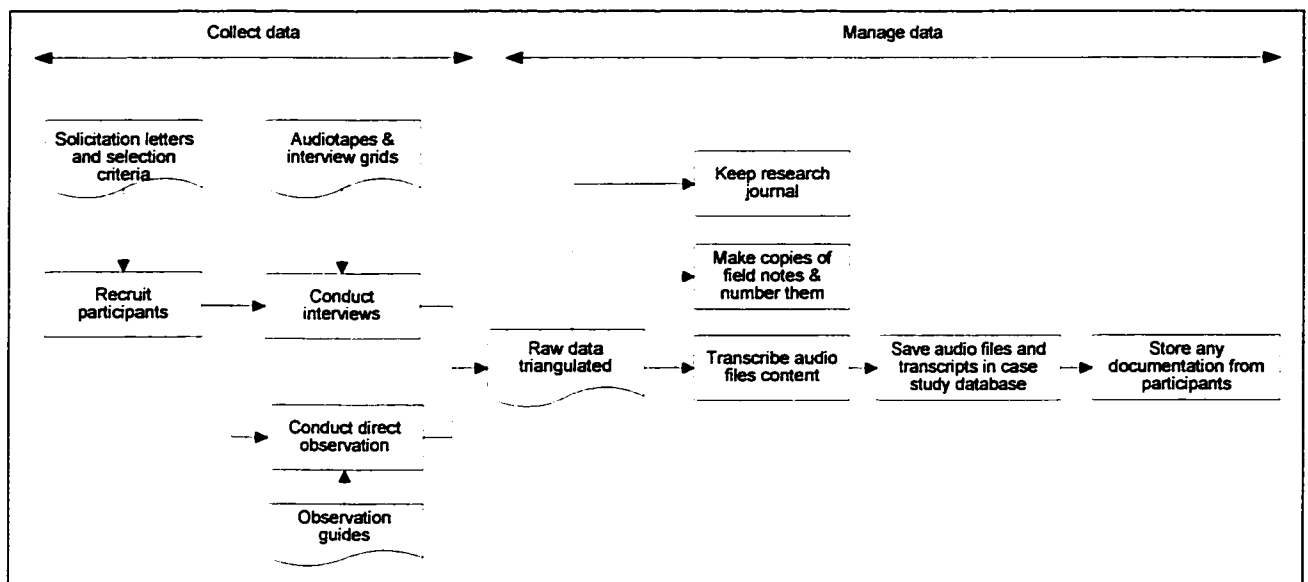 Collect data
Manage data
Solicitation letters
and selection
criteria
Audiotapes &
interview grids
Keep research
journal
Make copies of
field notes &
number them
Recruit
participants
Conduct
interviews
Raw data
triangulated
Transcribe audio
files content
Save audio files and
transcripts in case
study database
Store any
documentation from
participants
Conduct direct
observation
Observation
guides